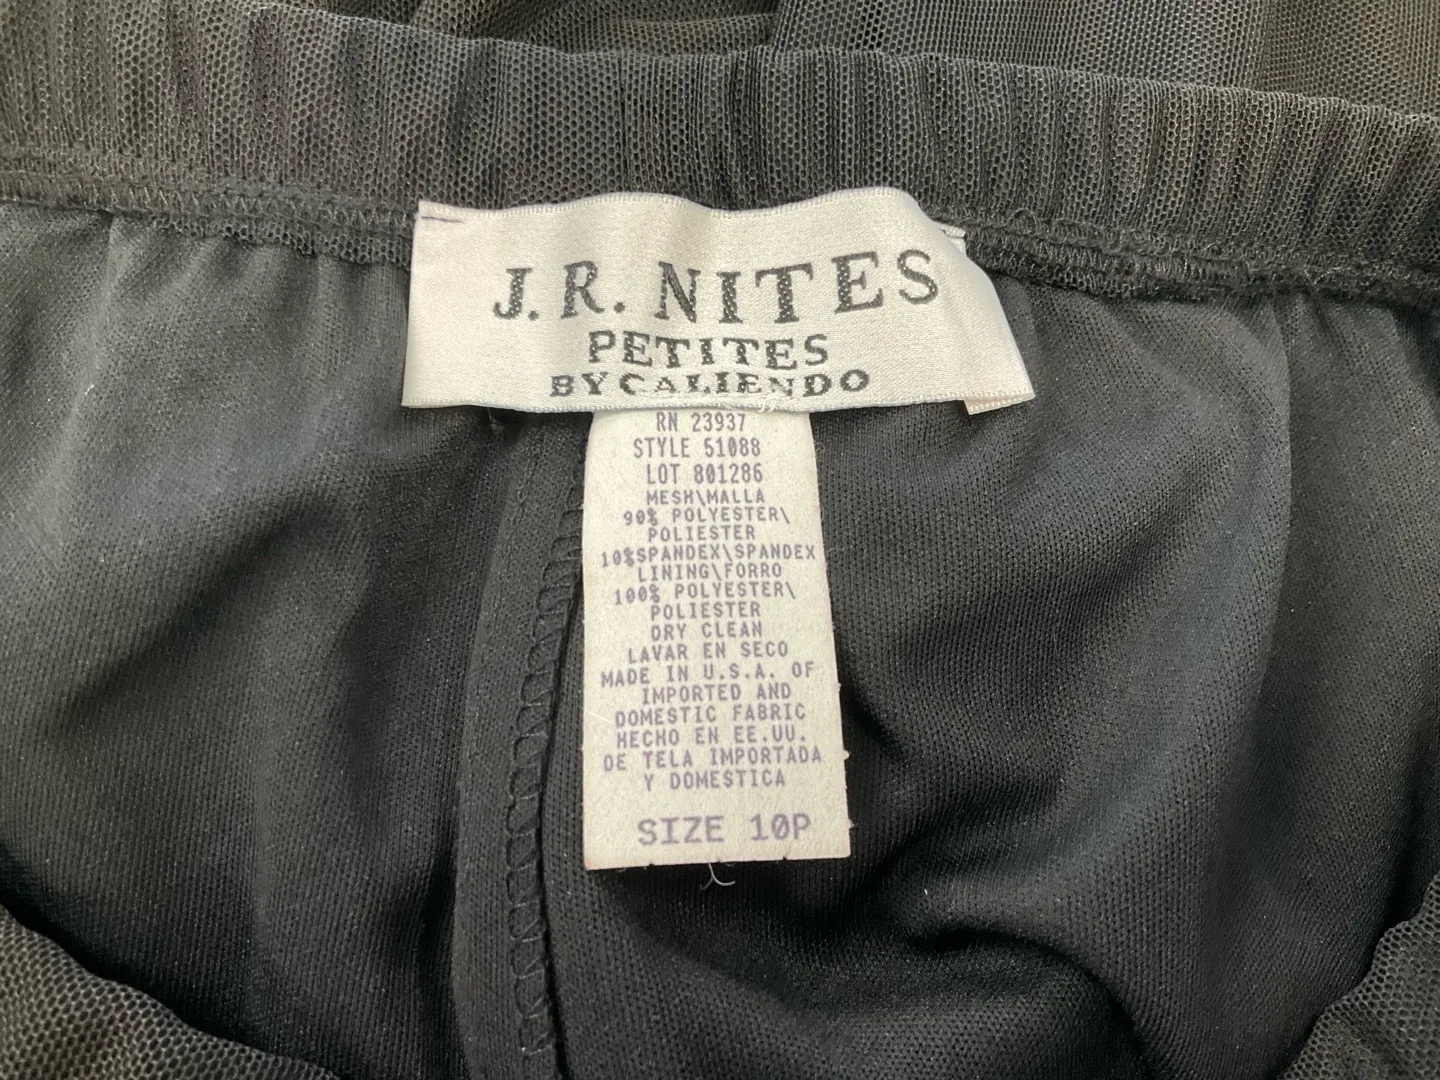 J.R. NITES
PETITES
BY CALIENDO
RN 23937
STYLE 51088
LOT 801286
MESH\MALLA
90% POLYESTER\
POLIESTER
10%SPANDEX\SPANDEX
LINING\FORRO
100% POLYESTER\
POLIESTER
DRY CLEAN
LAVAR EN SECO
MADE IN U.S.A. OF
IMPORTED AND
DOMESTIC FABRIC
HECHO EN EE.UU.
DE TELA IMPORTADA
Y DOMESTICA
SIZE 10P